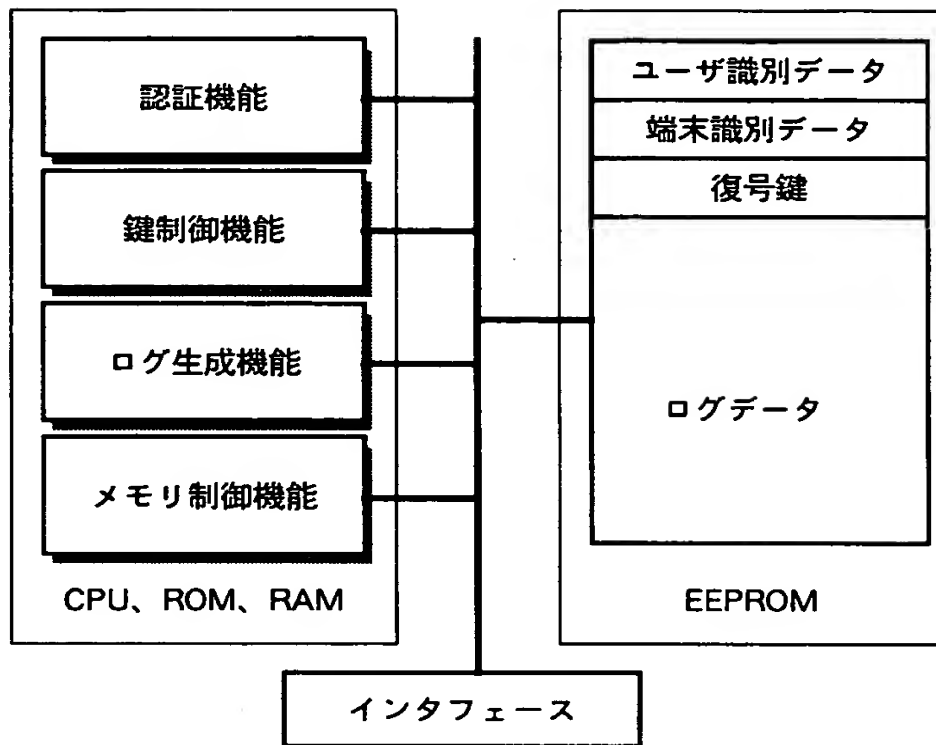 認証機能
鍵制御機能
ログ生成機能
メモリ制御機能
CPU、ROM、RAM
ユーザ識別データ
端末識別データ
復号鍵
ログデータ
EEPROM
インタフェース